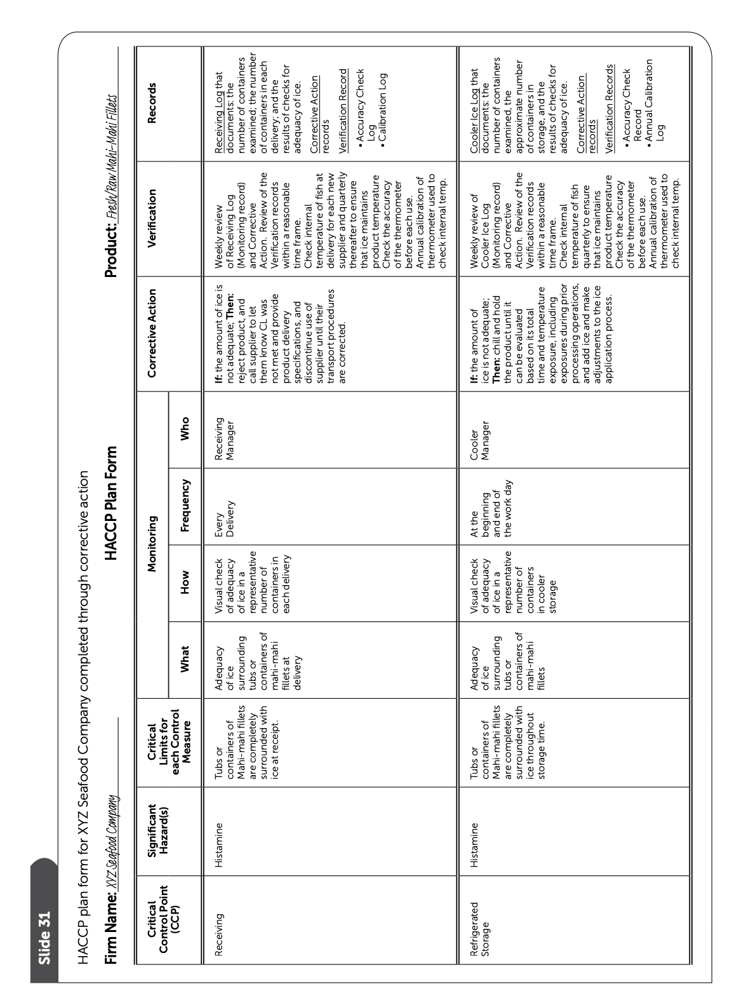 Slide 31
HACCP plan form for XYZ Seafood Company completed through corrective action
Firm Name: XYZ Seafood Company
HACCP Plan Form
Product: Fresh/Raw Mahi-Mahi Fillets
Critical
Control Point
(CCP)
Significant
Hazard(s)
Critical
Limits for
each Control
Measure
Monitoring
What
How
Frequency
Who
Corrective Action
Verification
Records
Receiving
Histamine
Tubs or
containers of
Mahi-mahi fillets
are completely
surrounded with
ice at receipt.
Adequacy
of ice
surrounding
tubs or
containers of
mahi-mahi
fillets at
delivery
Visual check
of adequacy
of ice in a
representative
number of
containers in
each delivery
Every
Delivery
Receiving
Manager
If: the amount of ice is
not adequate; Then:
reject product, and
call supplier to let
them know CL was
not met and provide
product delivery
specifications, and
discontinue use of
supplier until their
transport procedures
are corrected.
Weekly review
of Receiving Log
(Monitoring record)
and Corrective
Action. Review of the
Verification records
within a reasonable
time frame.
Check internal
temperature of fish at
delivery for each new
supplier and quarterly
thereafter to ensure
that ice maintains
product temperature
Check the accuracy
of the thermometer
before each use.
Annual calibration of
thermometer used to
check internal temp.
Receiving Log that
documents: the
number of containers
examined; the number
of containers in each
delivery; and the
results of checks for
adequacy of ice.
Corrective Action
records
Verification Record
• Accuracy Check
Log
• Calibration Log
Refrigerated
Storage
Histamine
Tubs or
containers of
Mahi-mahi fillets
are completely
surrounded with
ice throughout
storage time.
Adequacy
of ice
surrounding
tubs or
containers of
mahi-mahi
fillets
Visual check
of adequacy
of ice in a
representative
number of
containers
in cooler
storage
At the
beginning
and end of
the work day
Cooler
Manager
If: the amount of
ice is not adequate;
Then: chill and hold
the product until it
can be evaluated
based on its total
time and temperature
exposure, including
exposures during prior
processing operations,
and add ice and make
adjustments to the ice
application process.
Weekly review of
Cooler Ice Log
(Monitoring record)
and Corrective
Action. Review of the
Verification records
within a reasonable
time frame.
Check internal
temperature of fish
quarterly to ensure
that ice maintains
product temperature
Check the accuracy
of the thermometer
before each use.
Annual calibration of
thermometer used to
check internal temp.
Cooler Ice Log that
documents: the
number of containers
examined, the
approximate number
of containers in
storage, and the
results of checks for
adequacy of ice.
Corrective Action
records
Verification Records
• Accuracy Check
Record
• Annual Calibration
Log